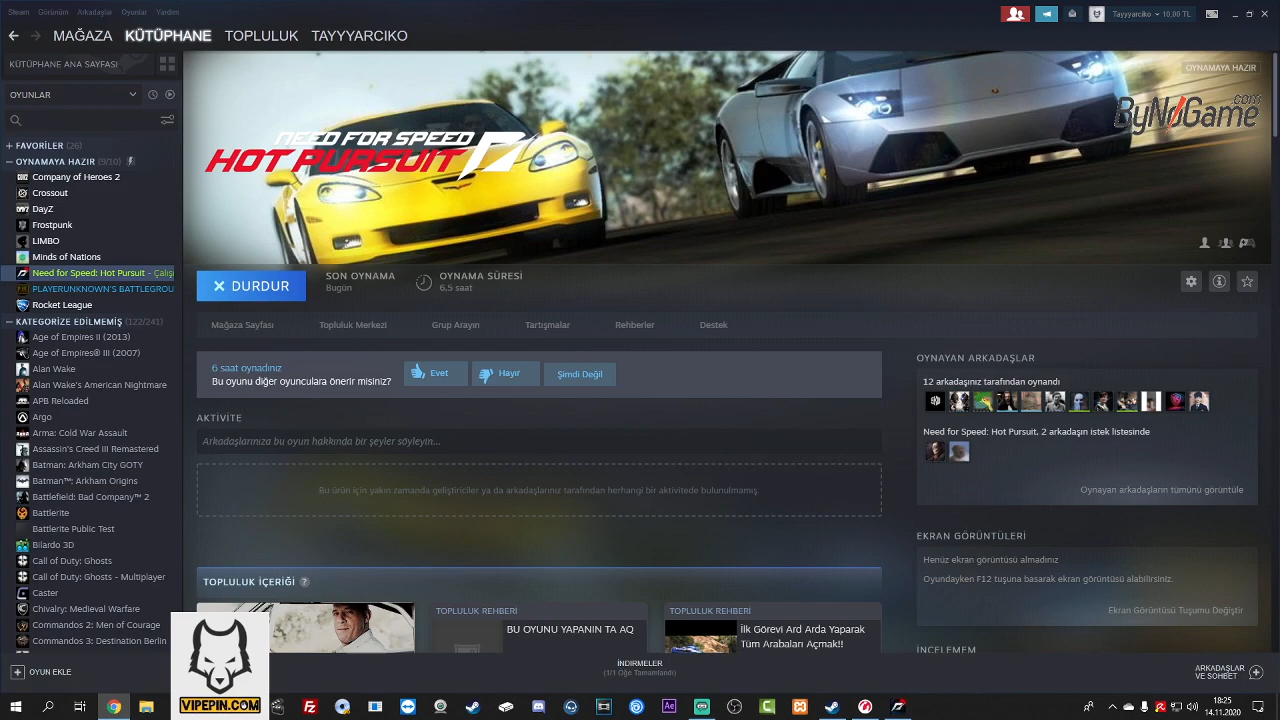 Steam Görünüm Arkadaşlar Oyunlar Yardım
Tayyyarciko 10,00 TL
MAĞAZA KÜTÜPHANE TOPLULUK TAYYYARCIKO
KÜTÜPHANE ANA SAYFASI
OYNAMAYA HAZIR
OYUNLAR
ByNoGame.com
NEED FOR SPEED
HOT PURSUIT
(26)
OYNAMAYA HAZIR (9/10)
Company of Heroes 2
Crossout
DayZ
Frostpunk
LIMBO
Minds of Nations
Need for Speed: Hot Pursuit - Çalış
PLAYERUNKNOWN'S BATTLEGROU
Rocket League
KATEGORİZE EDİLMEMİŞ (122/241)
Age of Empires II (2013)
Age of Empires® III (2007)
Alan Wake
Alan Wake's American Nightmare
APB Reloaded
Argo
Arma: Cold War Assault
Assassin's Creed III Remastered
Batman: Arkham City GOTY
Batman™: Arkham Origins
Battlefield: Bad Company™ 2
Battlerite
Battlerite Public Test
Bilardo 3D
Call of Duty: Ghosts
Call of Duty: Ghosts - Multiplayer
Caster
Chivalry: Medieval Warfare
Commandos 2: Men of Courage
Commandos 3: Destination Berlin
OYUN EKLE
DURDUR
SON OYNAMA
Bugün
OYNAMA SÜRESİ
6,5 saat
Mağaza Sayfası Topluluk Merkezi Grup Arayın Tartışmalar Rehberler Destek
6 saat oynadınız
Bu oyunu diğer oyunculara önerir misiniz?
Evet Hayır Şimdi Değil
AKTİVİTE
Arkadaşlarınıza bu oyun hakkında bir şeyler söyleyin...
Bu ürün için yakın zamanda geliştiriciler ya da arkadaşlarınız tarafından herhangi bir aktivitede bulunulmamış.
TOPLULUK İÇERİĞİ ?
TOPLULUK REHBERİ
BU OYUNU YAPANIN TA AQ
TOPLULUK REHBERİ
İlk Görevi Ard Arda Yaparak
Tüm Arabaları Açmak!!
OYNAYAN ARKADAŞLAR
12 arkadaşınız tarafından oynandı
Need for Speed: Hot Pursuit, 2 arkadaşın istek listesinde
Oynayan arkadaşların tümünü görüntüle
EKRAN GÖRÜNTÜLERİ
Henüz ekran görüntüsü almadınız
Oyundayken F12 tuşuna basarak ekran görüntüsü alabilirsiniz.
Ekran Görüntüsü Tuşumu Değiştir
İNCELEMEM
İNDİRMELER
(1/1 Öğe Tamamlandı)
ARKADAŞLAR
VE SOHBET
VIPEPIN.COM
18:25
14.11.2020